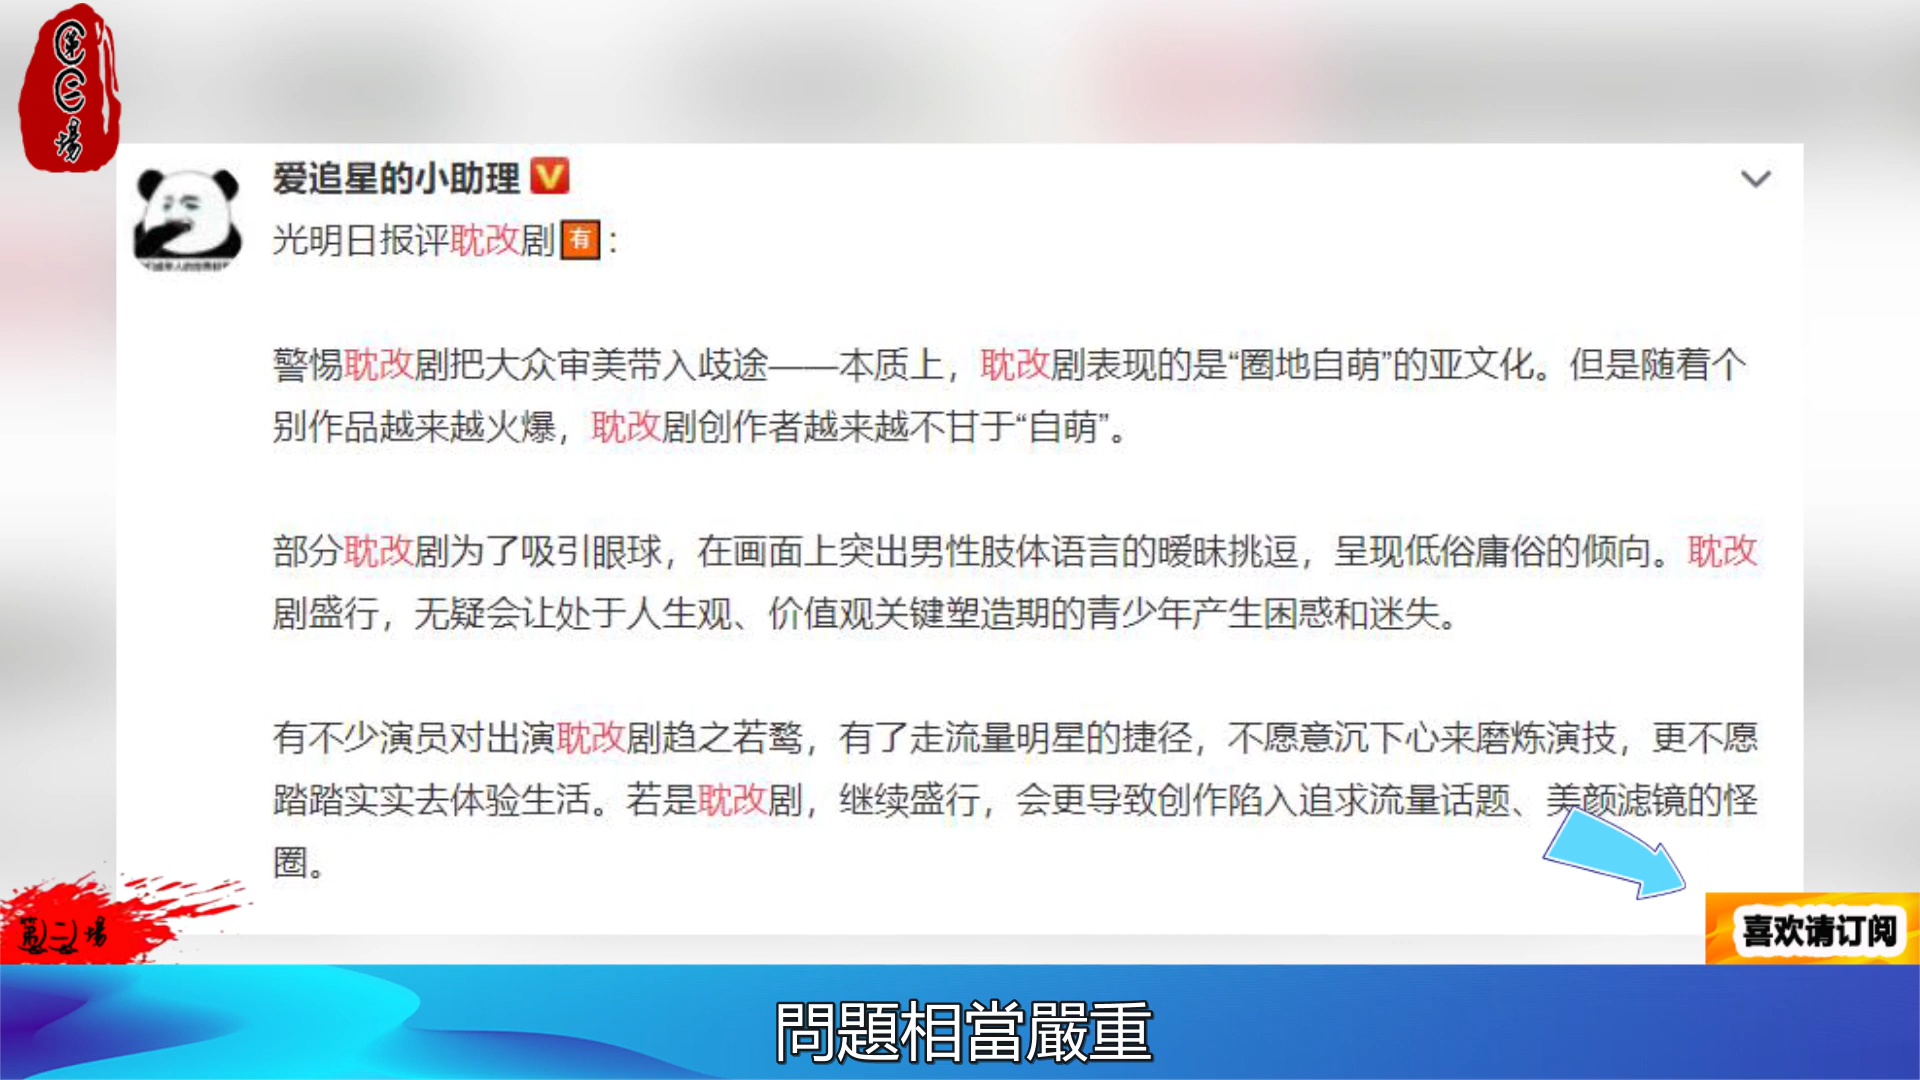 第二場
爱追星的小助理 V
光明日报评耽改剧有：
警惕耽改剧把大众审美带入歧途——本质上，耽改剧表现的是“圈地自萌”的亚文化。但是随着个
别作品越来越火爆，耽改剧创作者越来越不甘于“自萌”。
部分耽改剧为了吸引眼球，在画面上突出男性肢体语言的暧昧挑逗，呈现低俗庸俗的倾向。耽改
剧盛行，无疑会让处于人生观、价值观关键塑造期的青少年产生困惑和迷失。
有不少演员对出演耽改剧趋之若鹜，有了走流量明星的捷径，不愿意沉下心来磨炼演技，更不愿
踏踏实实去体验生活。若是耽改剧，继续盛行，会更导致创作陷入追求流量话题、美颜滤镜的怪
圈。
第二場
喜欢请订阅
問題相當嚴重